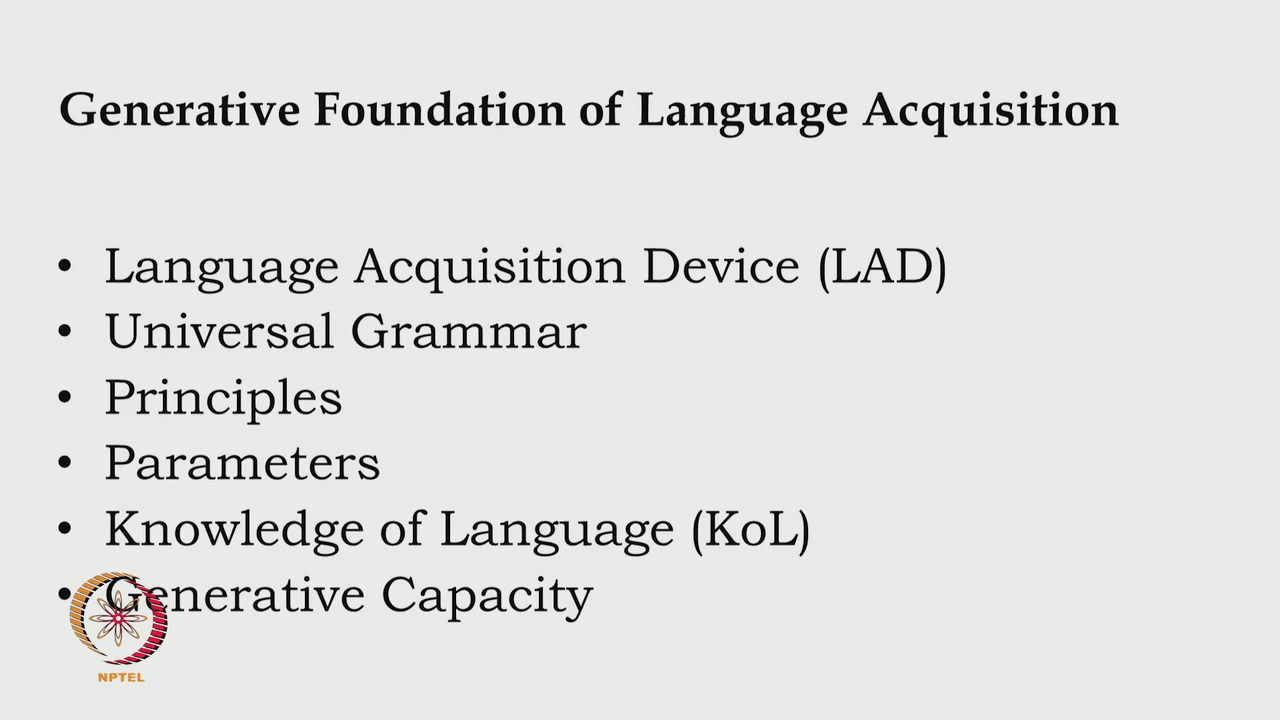 Generative Foundation of Language Acquisition
• Language Acquisition Device (LAD)
• Universal Grammar
• Principles
• Parameters
• Knowledge of Language (KoL)
• Generative Capacity
NPTEL